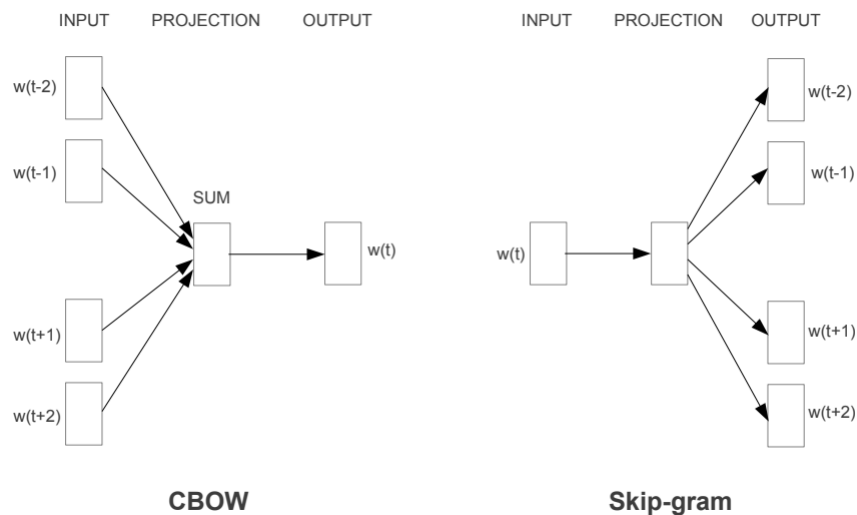 INPUT PROJECTION OUTPUT
w(t-2)
w(t-1)
SUM
w(t)
w(t+1)
w(t+2)
CBOW
INPUT PROJECTION OUTPUT
w(t-2)
w(t-1)
w(t)
w(t+1)
w(t+2)
Skip-gram